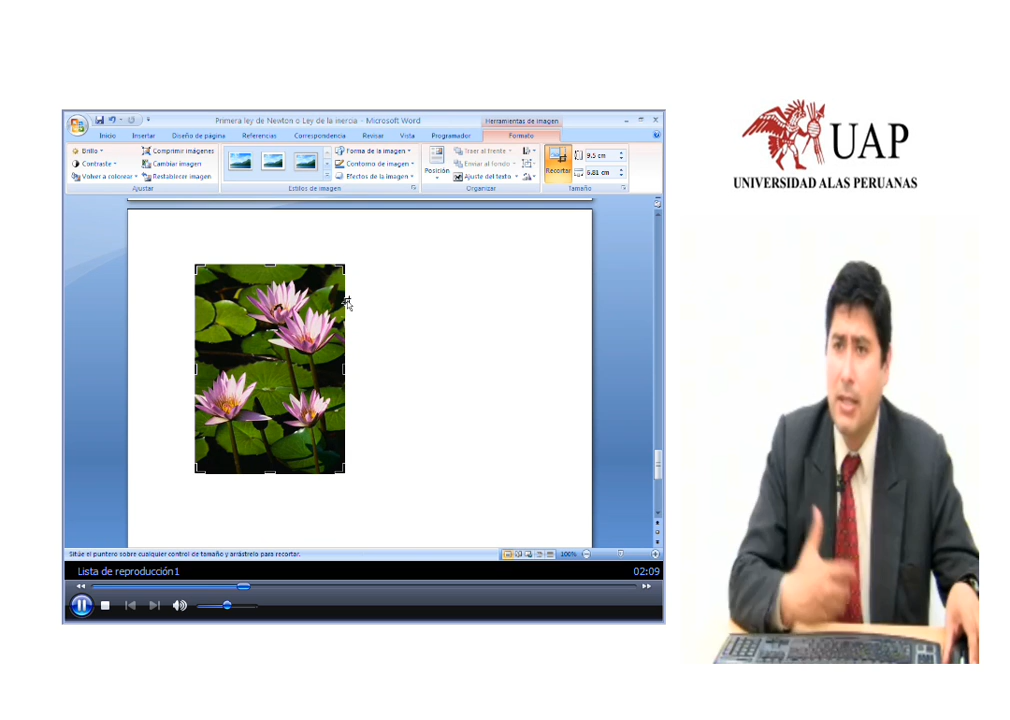 Primera ley de Newton o Ley de la inercia - Microsoft Word
Herramientas de imagen
Inicio Insertar Diseño de página Referencias Correspondencia Revisar Vista Programador Formato
Brillo Comprimir imágenes Forma de la imagen Traer al frente 9.5 cm
Contraste Cambiar imagen Contorno de imagen Enviar al fondo
Volver a colorear Restablecer imagen Efectos de la imagen Posición Ajuste del texto Recortar 6.81 cm
Ajustar Estilos de imagen Organizar Tamaño
UAP
UNIVERSIDAD ALAS PERUANAS
Sitúe el puntero sobre cualquier control de tamaño y arrástrelo para recortar.
100%
Lista de reproducción1 02:09